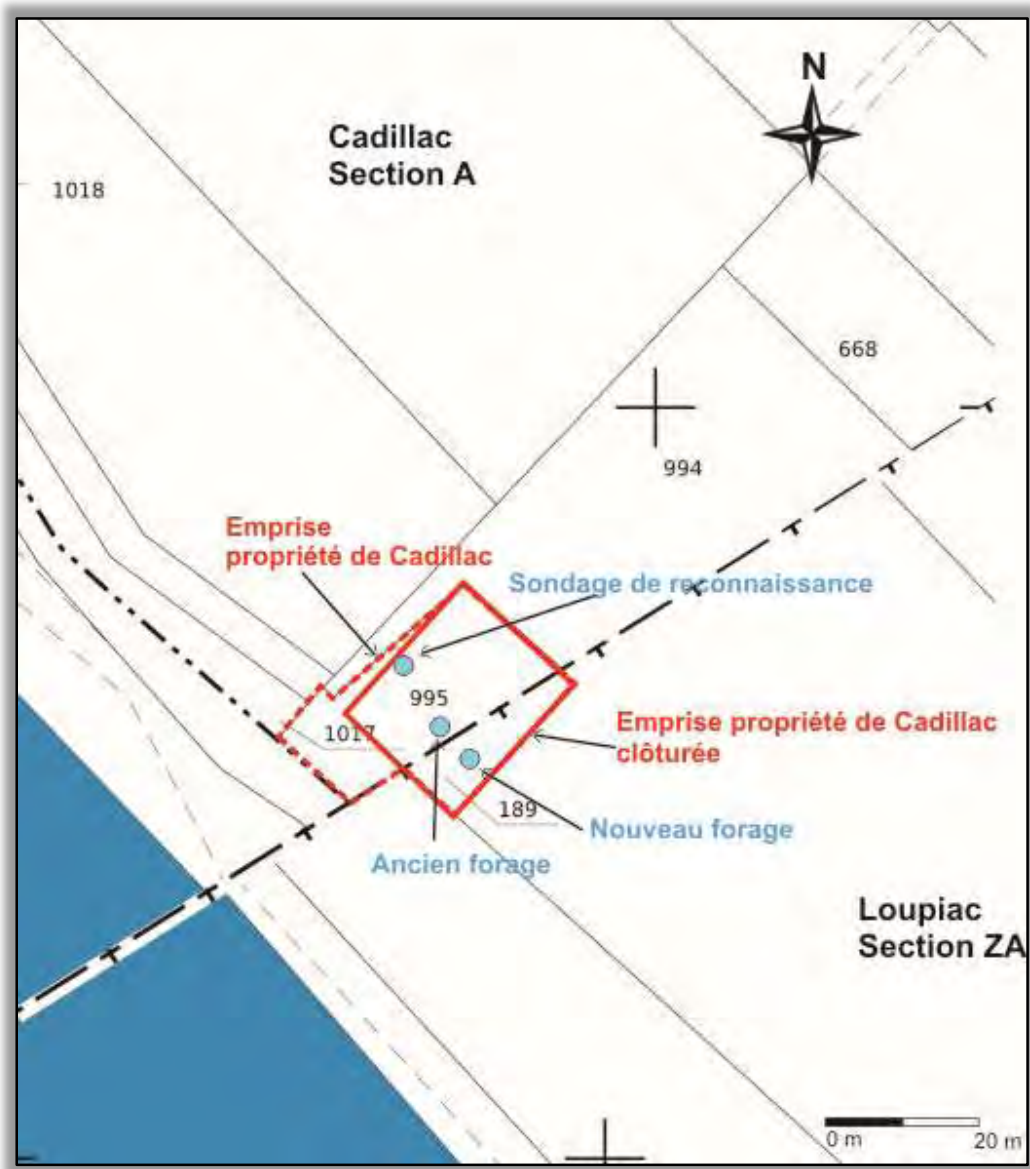 N
Cadillac
Section A
1018
668
994
Emprise
propriété de Cadillac
Sondage de reconnaissance
995
1017
Emprise propriété de Cadillac
clôturée
189
Nouveau forage
Ancien forage
Loupiac
Section ZA
0 m
20 m